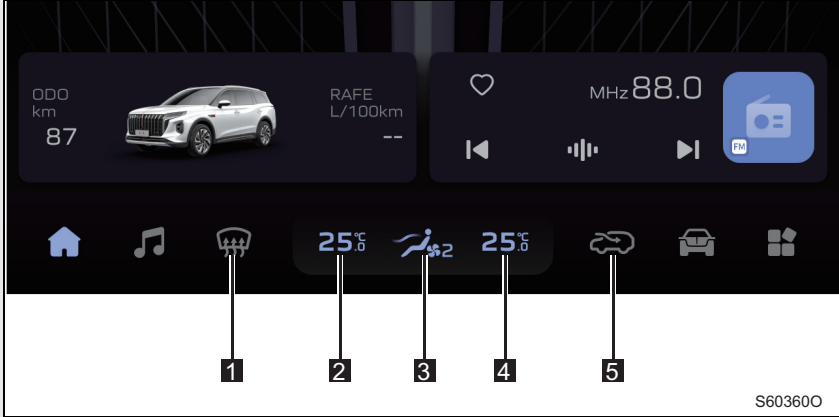 ODO
km
87
RAFE
L/100km
--
MHz 88.0
FM
25.0℃
2
25.0℃
1
2
3
4
5
S60360O